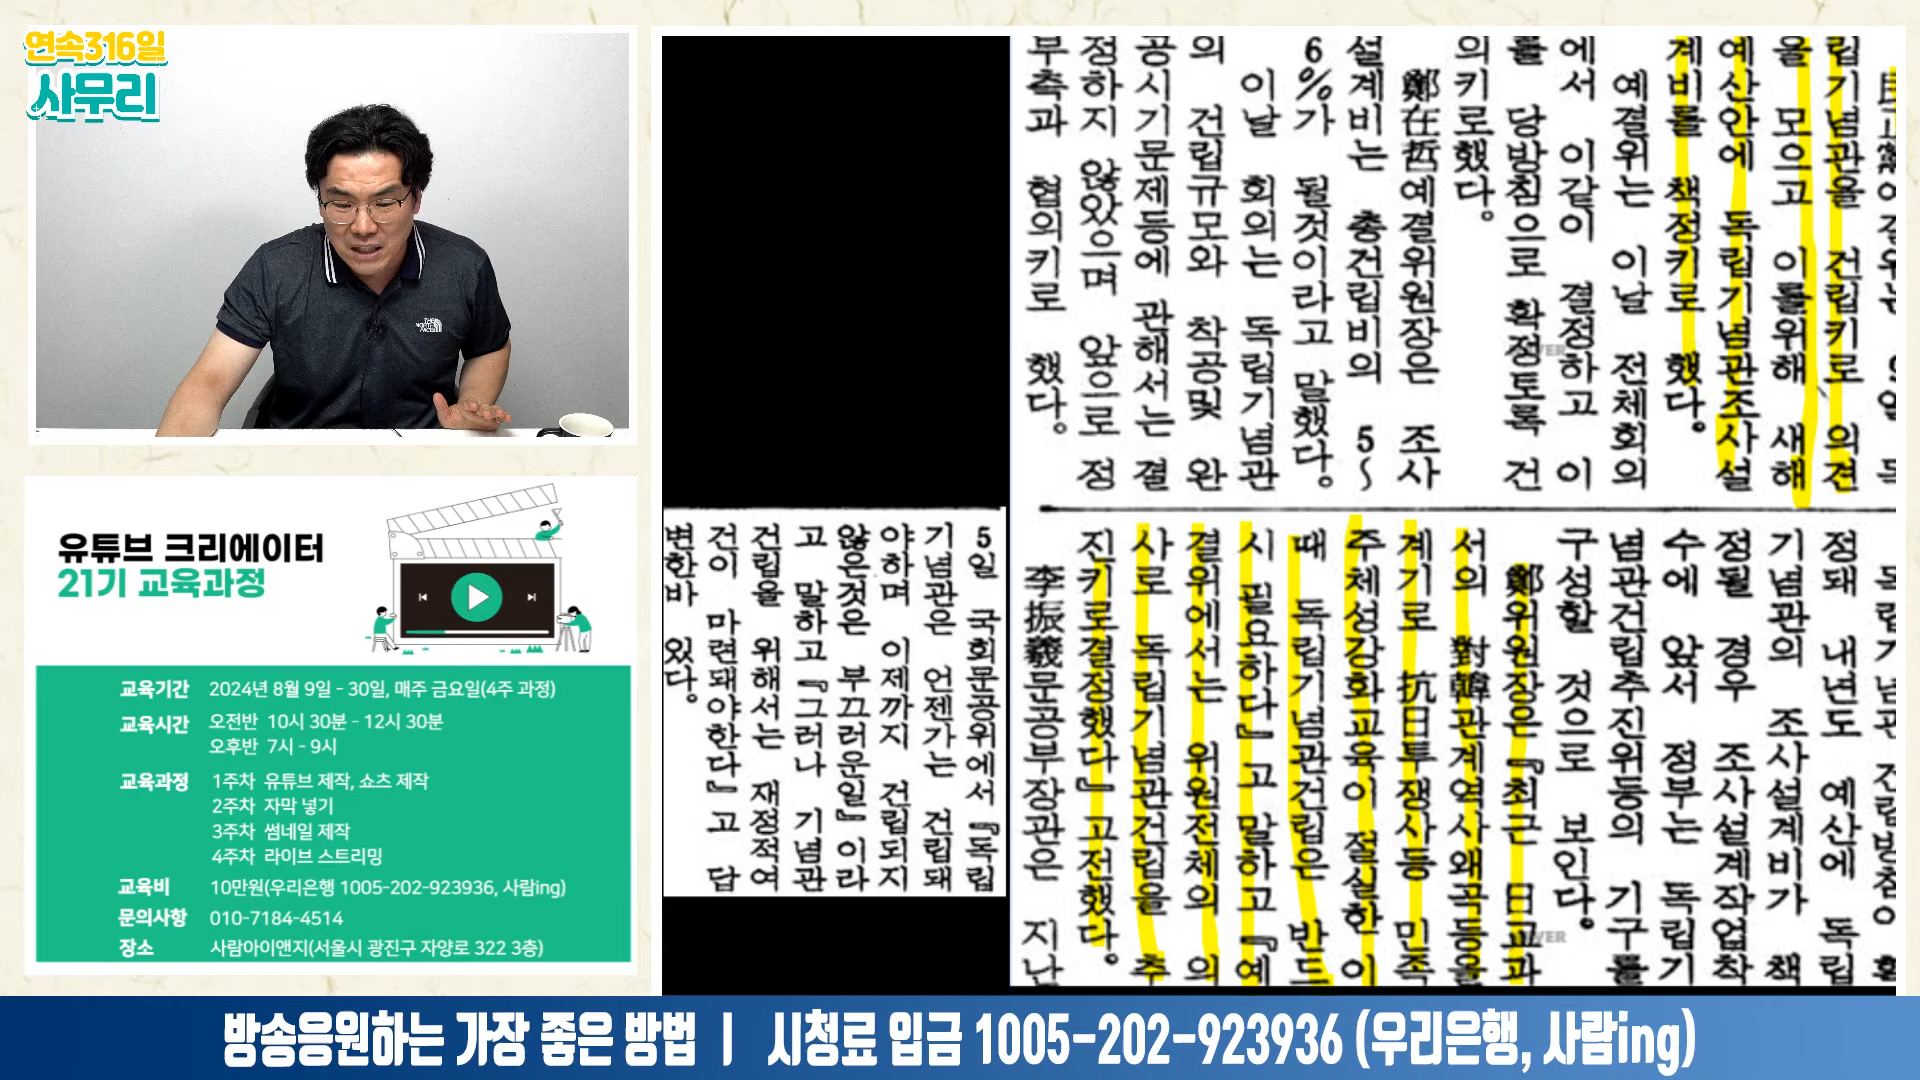 연속316일
사무리
유튜브 크리에이터
21기 교육과정
교육기간 2024년 8월 9일 - 30일, 매주 금요일(4주 과정)
교육시간 오전반 10시 30분 - 12시 30분
오후반 7시 - 9시
교육과정 1주차 유튜브 제작, 쇼츠 제작
2주차 자막 넣기
3주차 썸네일 제작
4주차 라이브 스트리밍
교육비 10만원(우리은행 1005-202-923936, 사람ing)
문의사항 010-7184-4514
장소 사람아이앤지(서울시 광진구 자양로 322 3층)
립기념관을 건립키로 의견
을 모으고 이를위해 새해
예산안에 독립기념관조사설
계비를 책정키로 했다.
예결위는 이날 전체회의
에서 이같이 결정하고 이
를 당방침으로 확정토록 건
의키로했다.
鄭在哲예결위원장은 조사
설계비는 총건립비의 5~
6%가 될것이라고 말했다.
이날 회의는 독립기념관
의 건립규모와 착공및 완
공시기문제등에 관해서는 결
정하지 않았으며 앞으로 정
부측과 협의키로 했다.
정돼 내년도 예산에 독립
기념관의 조사설계비가 책
정될 경우 조사설계작업착
수에 앞서 정부는 독립기
념관건립추진위등의 기구를
구성할 것으로 보인다.
鄭위원장은『최근 日교과
서의 對韓관계역사왜곡등을
계기로 抗日투쟁사등 민족
주체성강화교육이 절실한 이
때 독립기념관건립은 반드
시 필요하다』고 말하고『예
결위에서는 위원전체의 의
사로 독립기념관건립을 추
진키로결정했다』고전했다.
李振羲문공부장관은 지난
5일 국회문공위에서『독립
기념관은 언젠가는 건립돼
야하며 이제까지 건립되지
않은것은 부끄러운일』이라
고 말하고『그러나 기념관
건립을 위해서는 재정적여
건이 마련돼야한다』고 답
변한바 있다.
방송응원하는 가장 좋은 방법 | 시청료 입금 1005-202-923936 (우리은행, 사람ing)